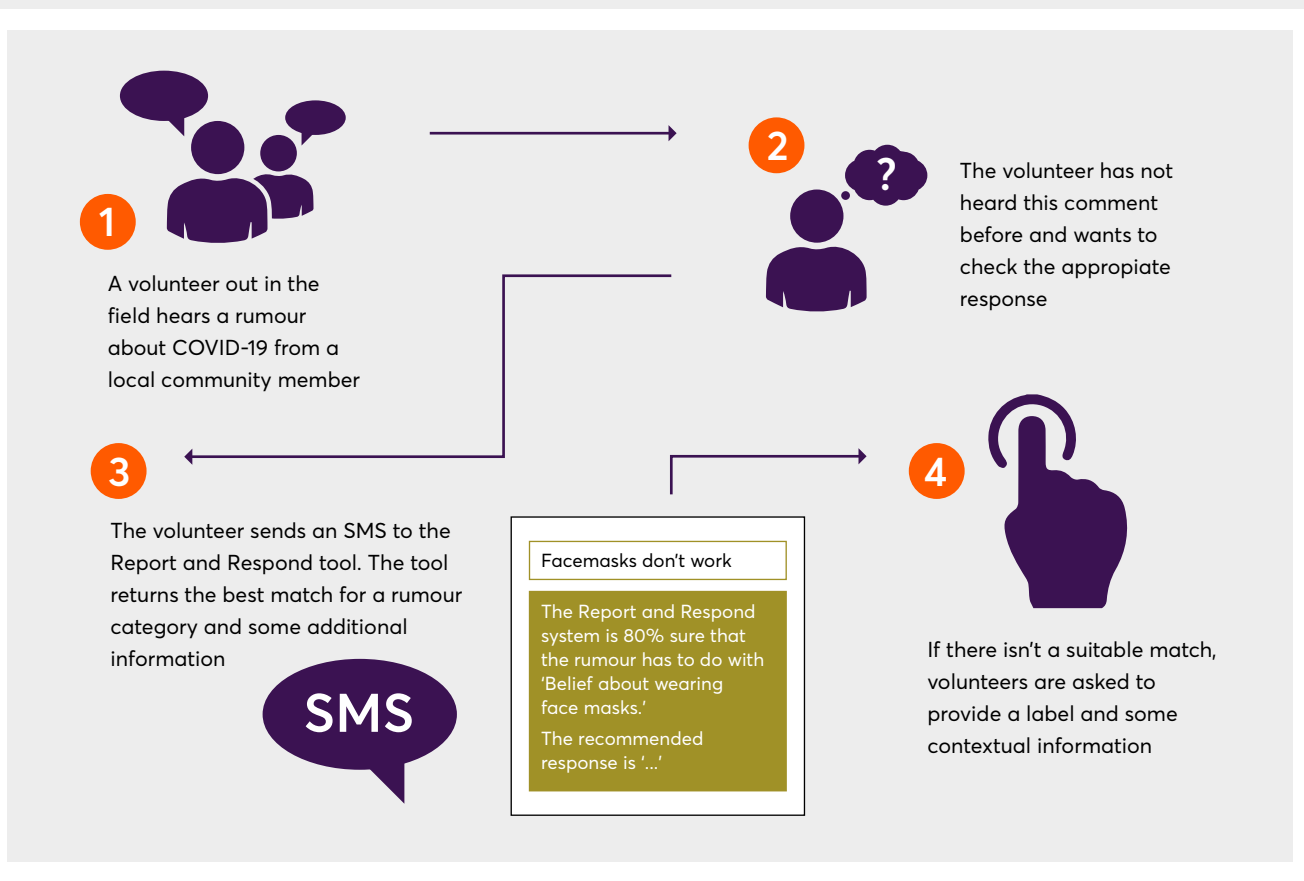 1
A volunteer out in the
field hears a rumour
about COVID-19 from a
local community member
2
?
The volunteer has not
heard this comment
before and wants to
check the appropiate
response
3
The volunteer sends an SMS to the
Report and Respond tool. The tool
returns the best match for a rumour
category and some additional
information
SMS
Facemasks don't work
The Report and Respond
system is 80% sure that
the rumour has to do with
‘Belief about wearing
face masks.’
The recommended
response is ‘...’
4
If there isn't a suitable match,
volunteers are asked to
provide a label and some
contextual information